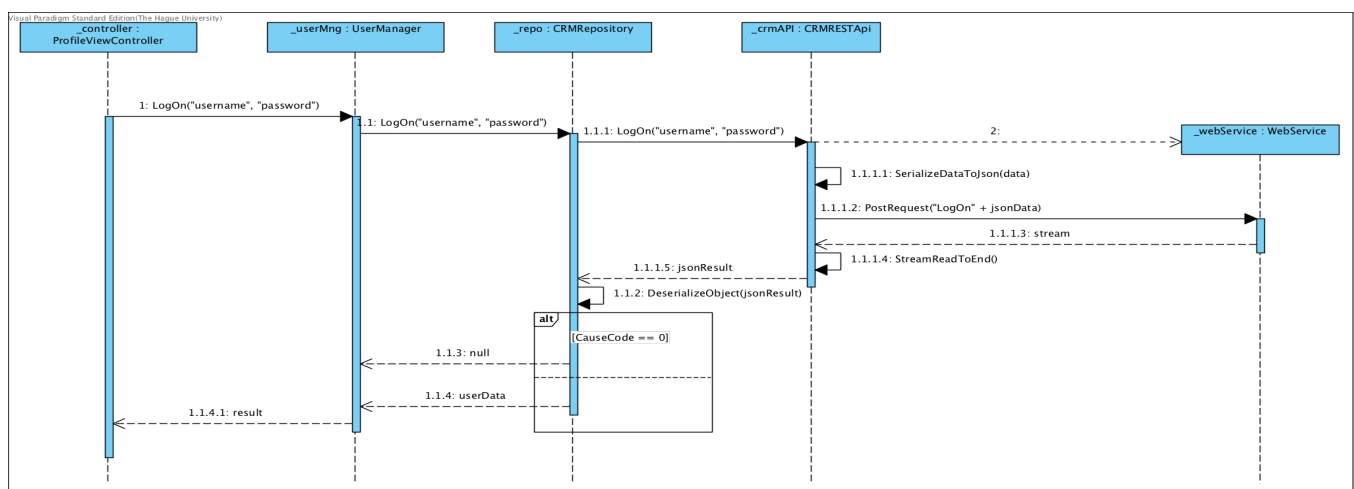 Visual Paradigm Standard Edition(The Hague University)
_controller :
ProfileViewController
_userMng : UserManager
_repo : CRMRepository
_crmAPI : CRMRESTApi
1: LogOn("username", "password")
1.1: LogOn("username", "password")
1.1.1: LogOn("username", "password")
2:
_webService : WebService
1.1.1.1: SerializeDataToJson(data)
1.1.1.2: PostRequest("LogOn" + jsonData)
1.1.1.3: stream
1.1.1.4: StreamReadToEnd()
1.1.1.5: jsonResult
1.1.2: DeserializeObject(jsonResult)
alt
[CauseCode == 0]
1.1.3: null
1.1.4: userData
1.1.4.1: result